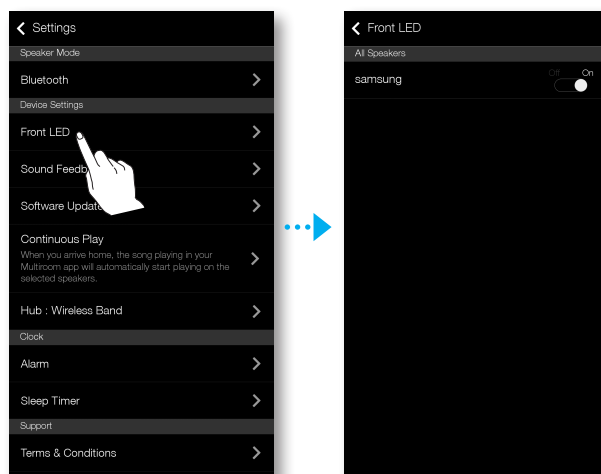 Settings
Speaker Mode
Bluetooth
Device Settings
Front LED
Sound Feedb
Software Update
Continuous Play
When you arrive home, the song playing in your
Multiroom app will automatically start playing on the
selected speakers.
Hub : Wireless Band
Clock
Alarm
Sleep Timer
Support
Terms & Conditions
Front LED
All Speakers
samsung
Off On